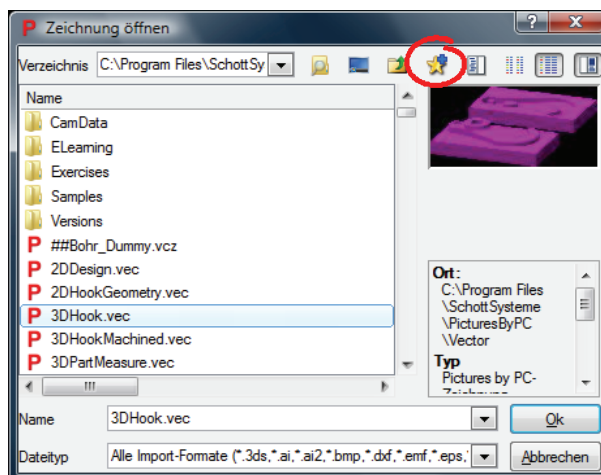 P Zeichnung öffnen
Verzeichnis C:\Program Files\SchottSy
Name
CamData
ELearning
Exercises
Samples
Versions
P ##Bohr_Dummy.vcz
P 2DDesign.vec
P 2DHookGeometry.vec
P 3DHook.vec
P 3DHookMachined.vec
P 3DPartMeasure.vec
Ort:
C:\Program Files
\SchottSysteme
\PicturesByPC
\Vector
Typ
Pictures by PC-
Name 3DHook.vec Ok
Dateityp Alle Import-Formate (*.3ds,*.ai,*.ai2,*.bmp,*.dxf,*.emf,*.eps, Abbrechen